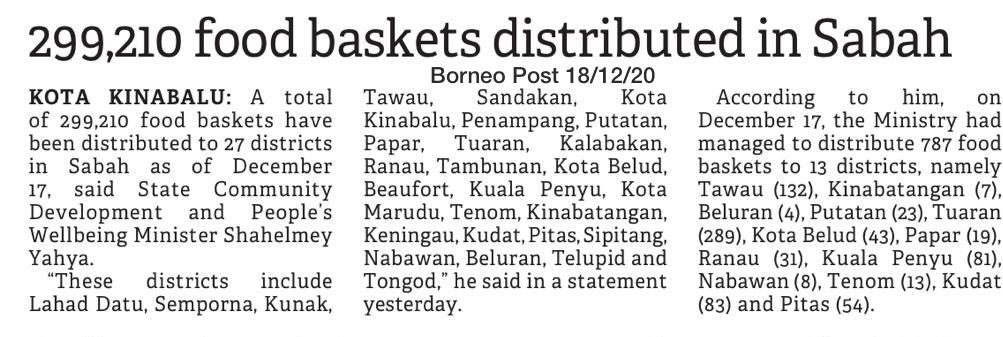 299,210 food baskets distributed in Sabah
Borneo Post 18/12/20
KOTA KINABALU: A total
of 299,210 food baskets have
been distributed to 27 districts
in Sabah as of December
17, said State Community
Development and People's
Wellbeing Minister Shahelmey
Yahya.
"These districts include
Lahad Datu, Semporna, Kunak,
Tawau, Sandakan, Kota
Kinabalu, Penampang, Putatan,
Papar, Tuaran, Kalabakan,
Ranau, Tambunan, Kota Belud,
Beaufort, Kuala Penyu, Kota
Marudu, Tenom, Kinabatangan,
Keningau, Kudat, Pitas, Sipitang,
Nabawan, Beluran, Telupid and
Tongod," he said in a statement
yesterday.
According to him, on
December 17, the Ministry had
managed to distribute 787 food
baskets to 13 districts, namely
Tawau (132), Kinabatangan (7),
Beluran (4), Putatan (23), Tuaran
(289), Kota Belud (43), Papar (19),
Ranau (31), Kuala Penyu (81),
Nabawan (8), Tenom (13), Kudat
(83) and Pitas (54).